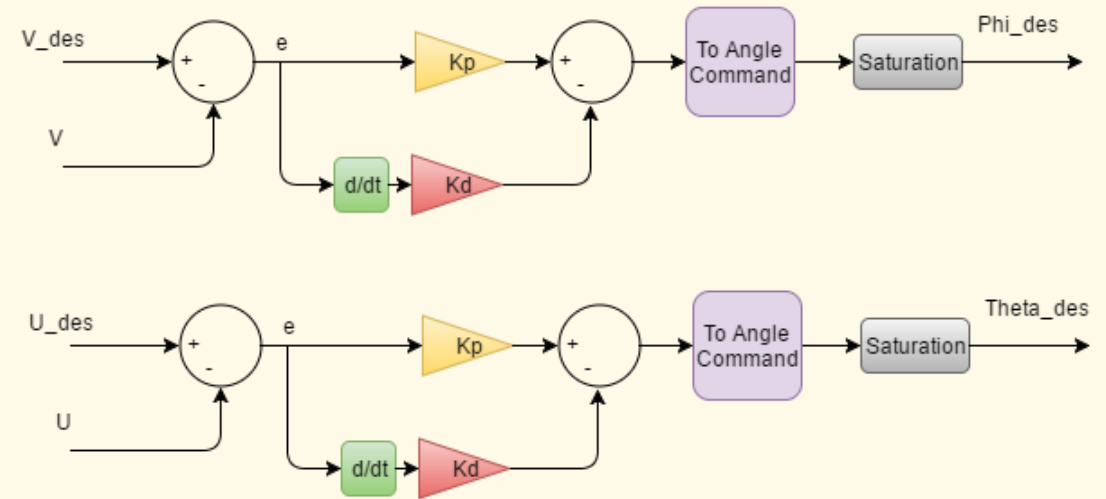 V_des
e
+
-
V
Kp
+
-
To Angle
Command
Saturation
Phi_des
d/dt
Kd
U_des
e
+
-
U
Kp
+
-
To Angle
Command
Saturation
Theta_des
d/dt
Kd